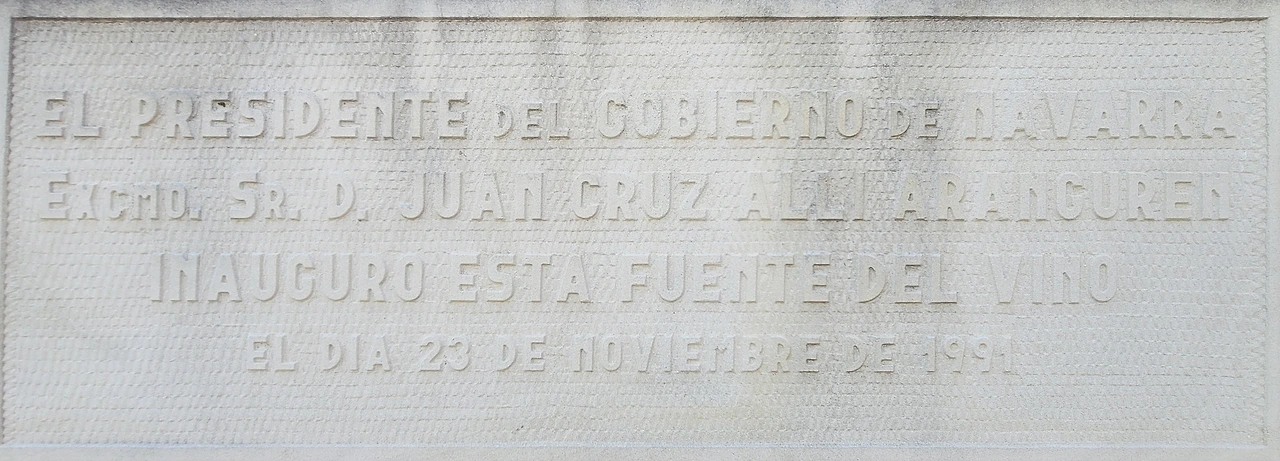 EL PRESIDENTE DEL GOBIERNO DE NAVARRA
EXCMO. SR. D. JUAN CRUZ ALLI ARANGUREN
INAUGURO ESTA FUENTE DEL VINO
EL DIA 23 DE NOVIEMBRE DE 1991